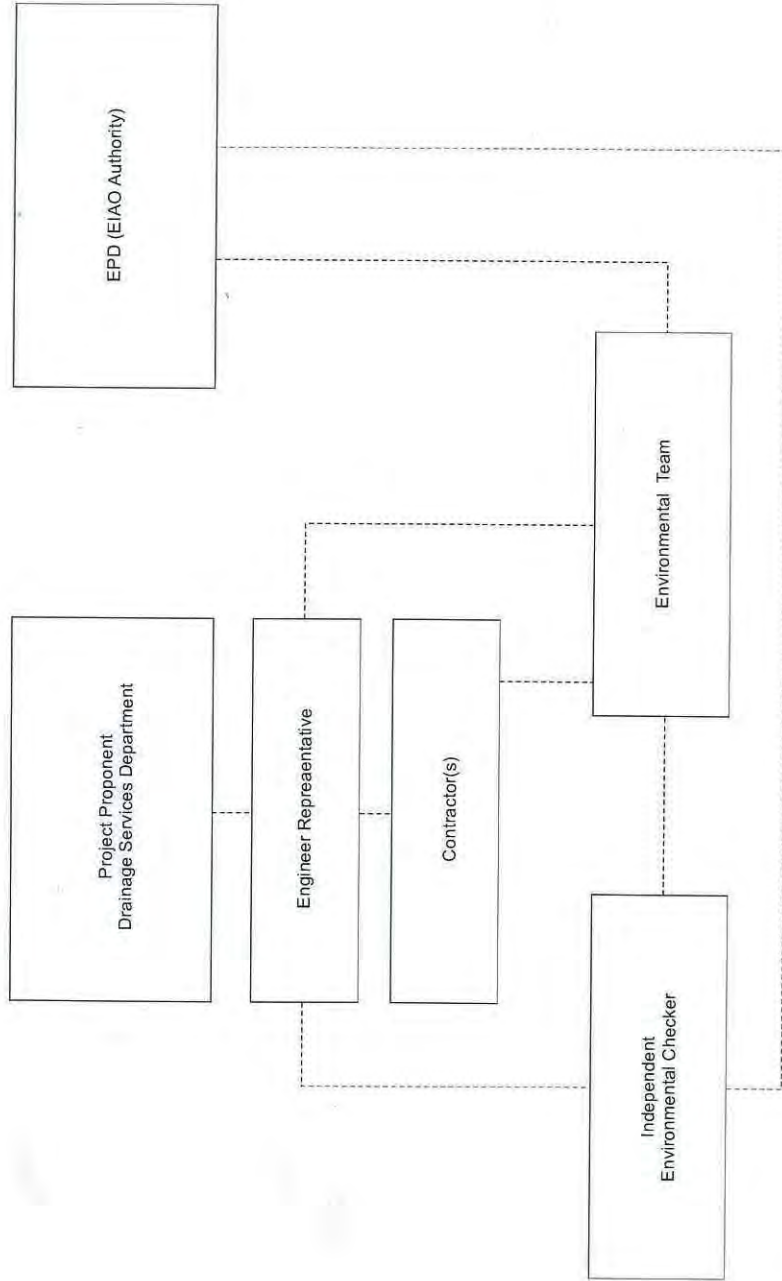 Project Proponent
Drainage Services Department
EPD (EIAO Authority)
Engineer Repreaentative
Contractor(s)
Independent
Environmental Checker
Environmental Team